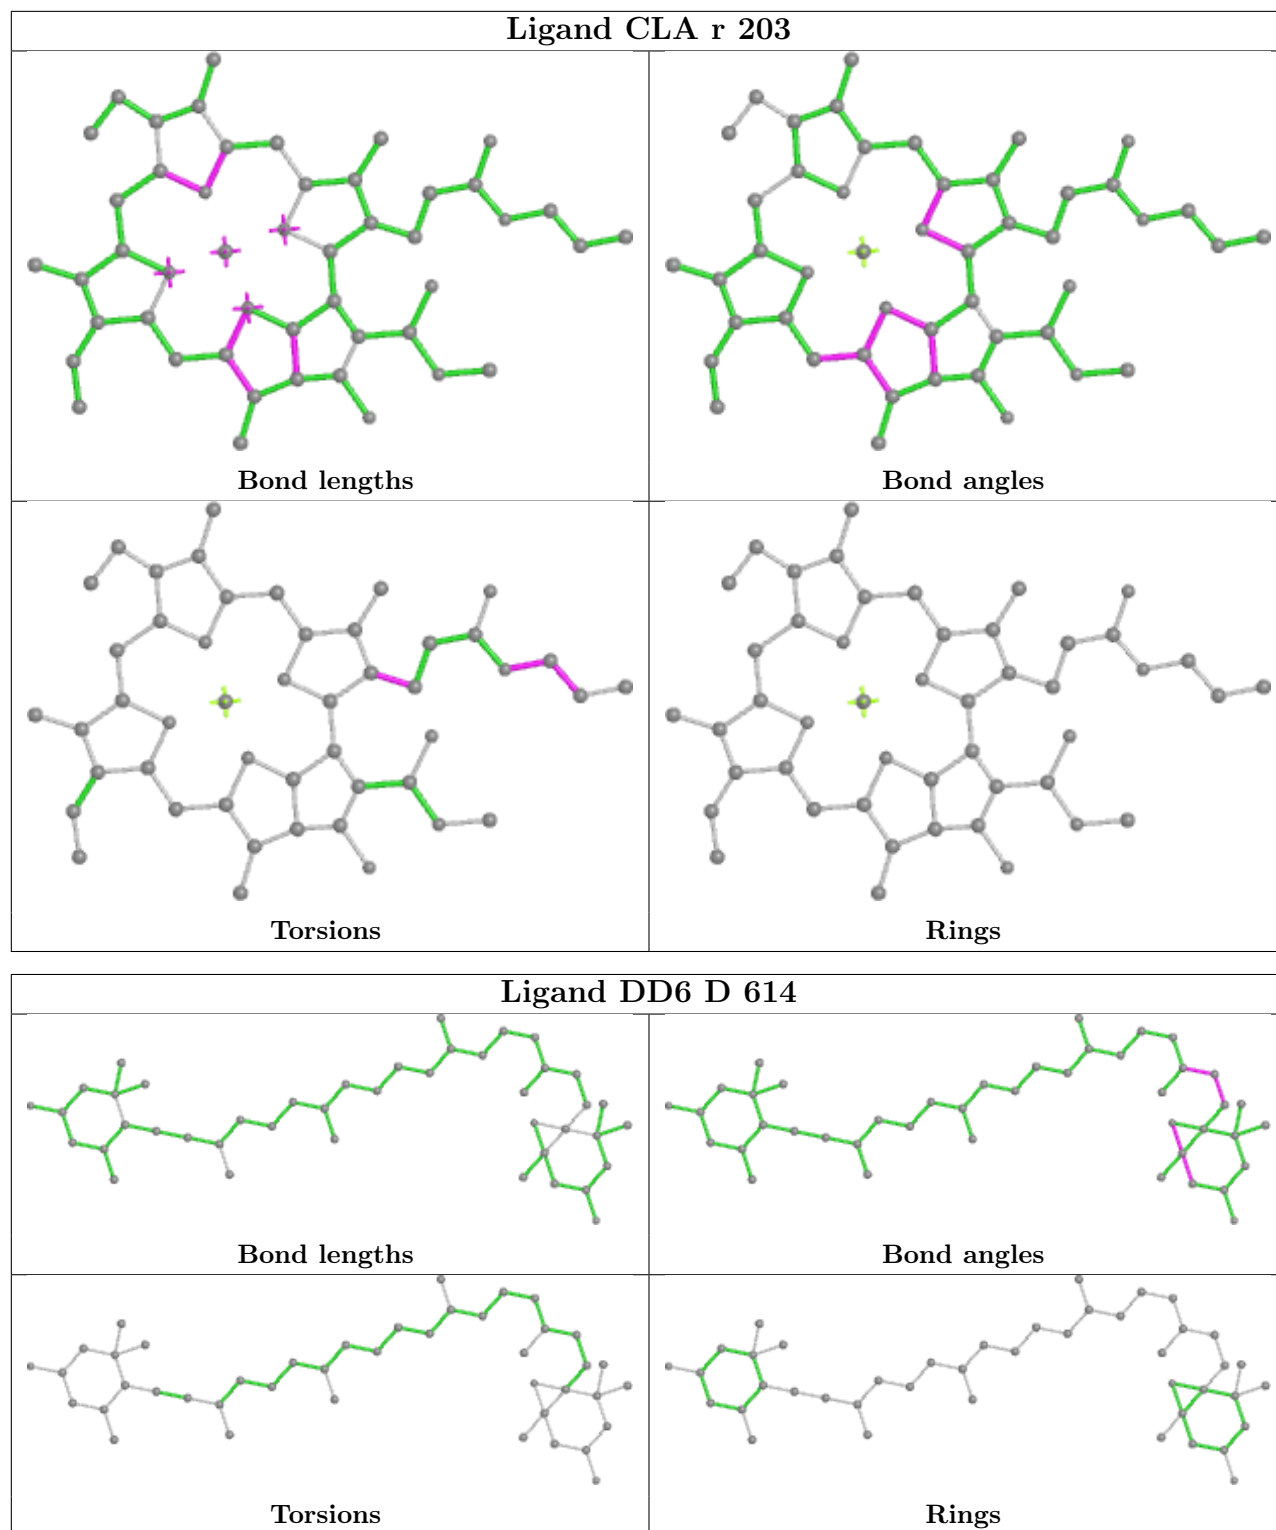 Ligand CLA r 203
Bond lengths
Bond angles
Torsions
Rings
Ligand DD6 D 614
Bond lengths
Bond angles
Torsions
Rings